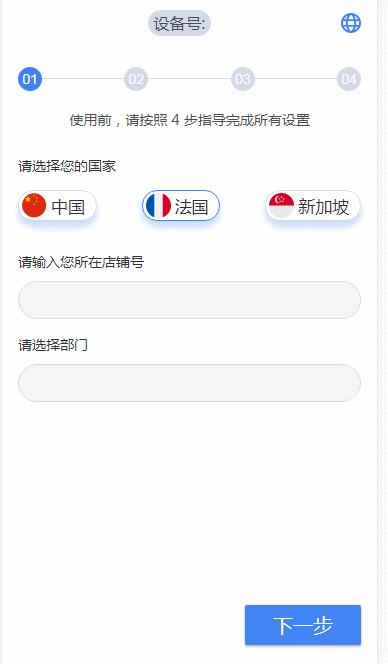 设备号:
01 02 03 04
使用前，请按照 4 步指导完成所有设置
请选择您的国家
中国 法国 新加坡
请输入您所在店铺号
请选择部门
下一步